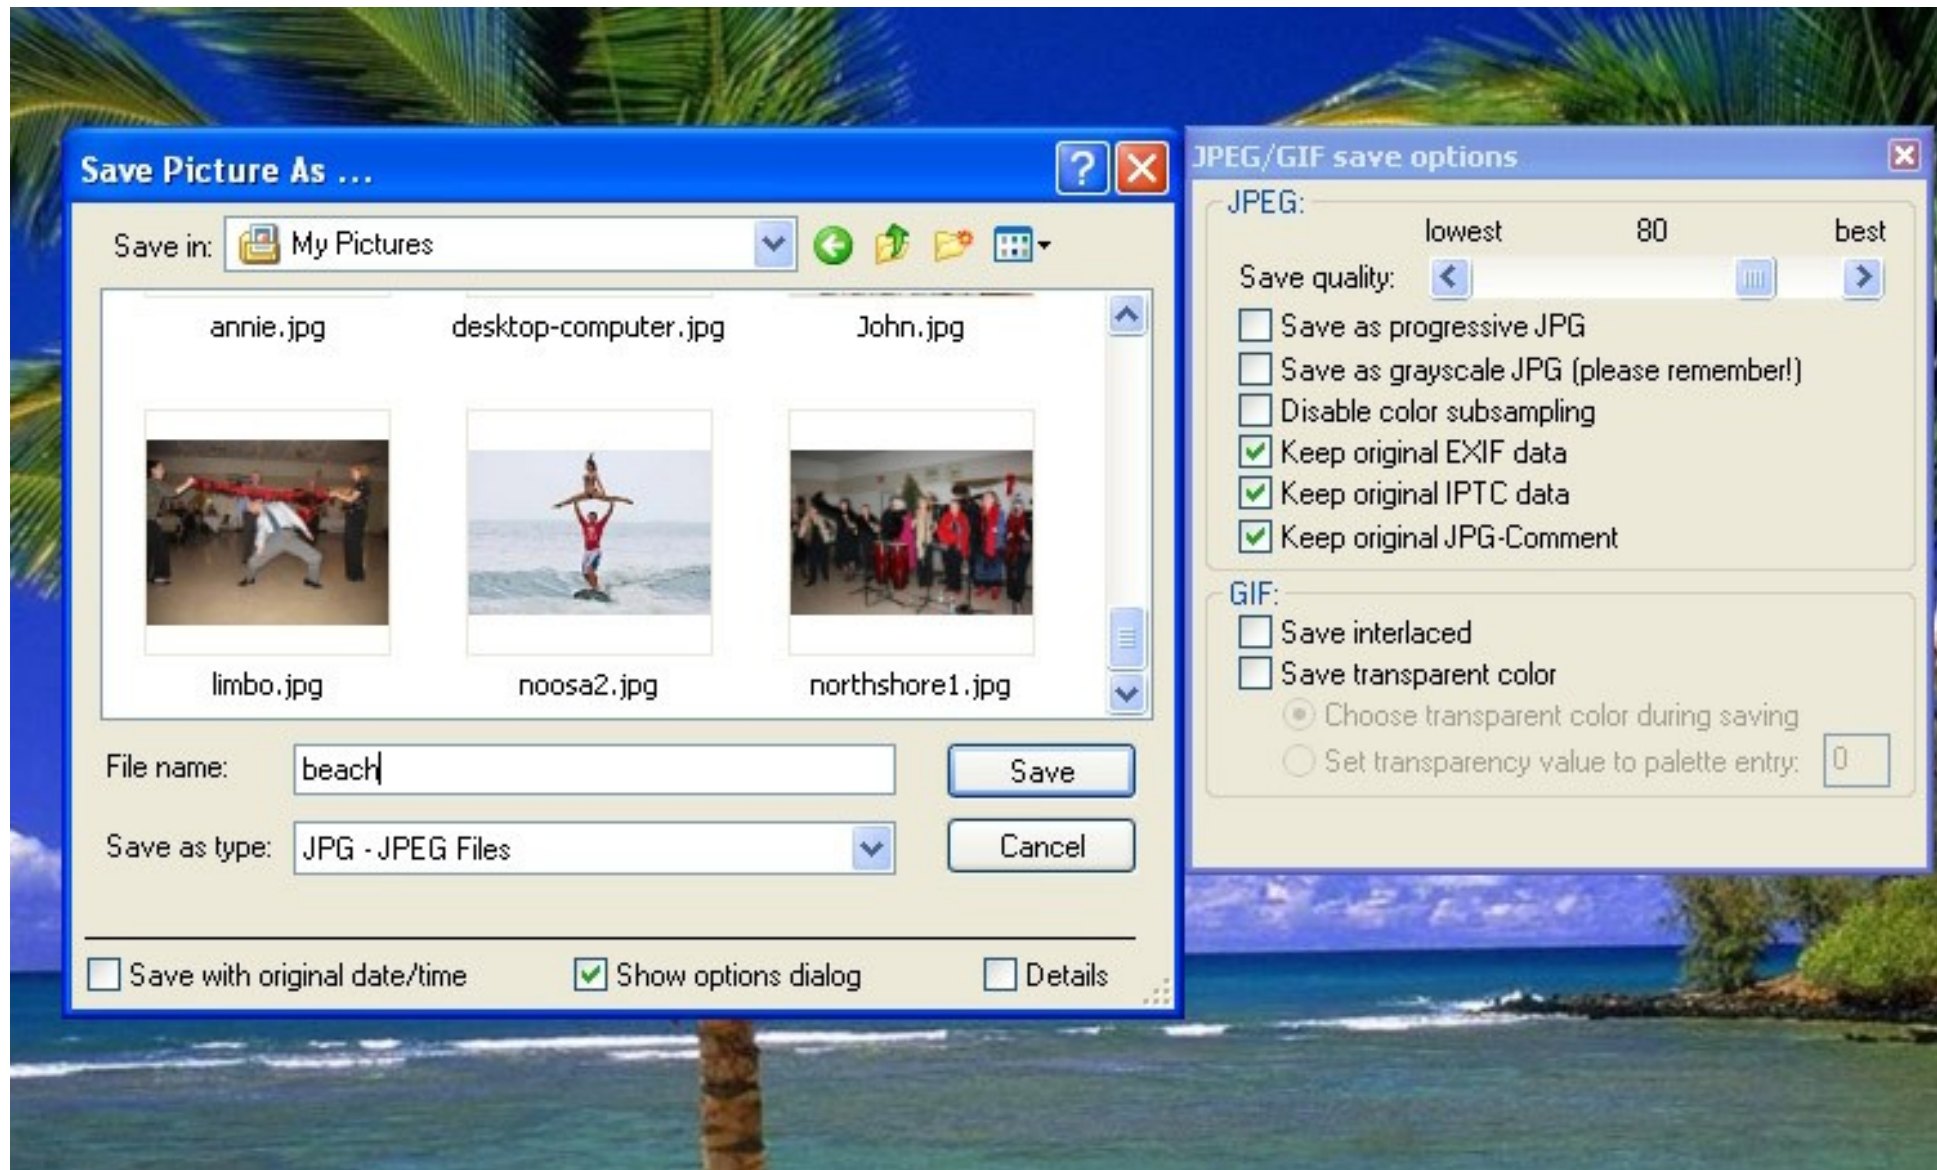 Save Picture As ...
Save in: My Pictures
annie.jpg desktop-computer.jpg John.jpg
limbo.jpg noosa2.jpg northshore1.jpg
File name: beach Save
Save as type: JPG - JPEG Files Cancel
Save with original date/time Show options dialog Details
JPEG/GIF save options
JPEG:
lowest 80 best
Save quality:
Save as progressive JPG
Save as grayscale JPG (please remember!)
Disable color subsampling
Keep original EXIF data
Keep original IPTC data
Keep original JPG-Comment
GIF:
Save interlaced
Save transparent color
Choose transparent color during saving
Set transparency value to palette entry: 0